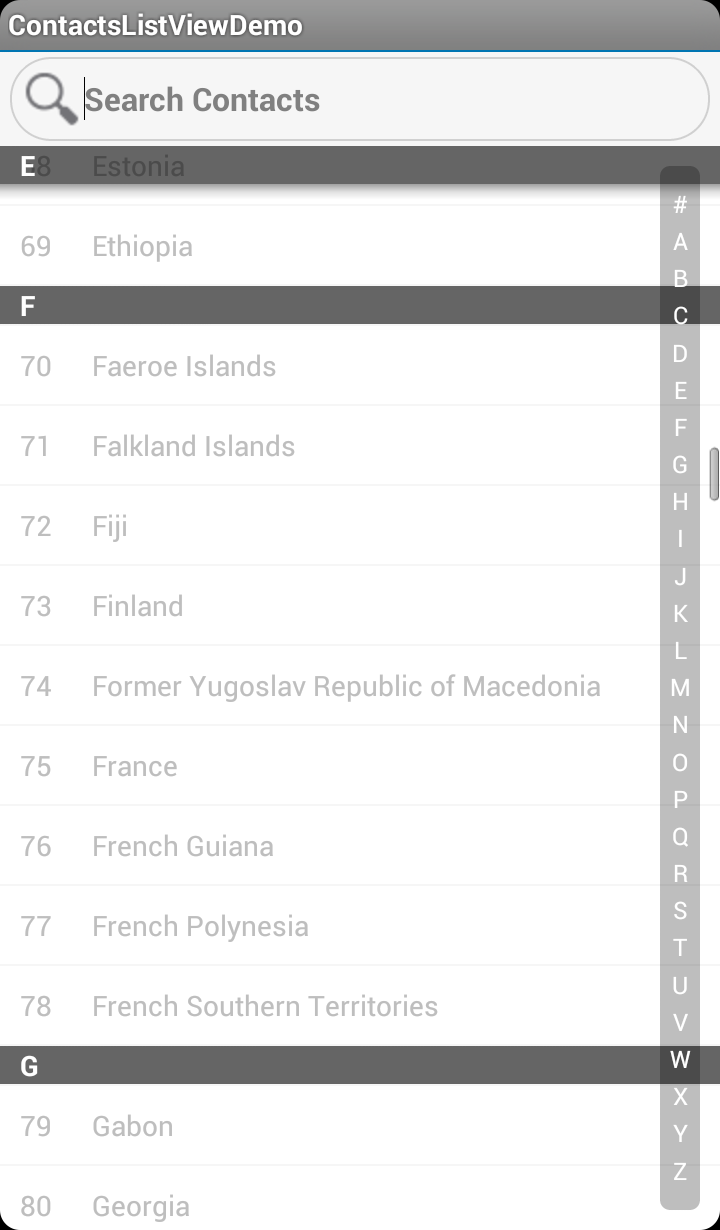 ContactsListViewDemo
Search Contacts
E8 Estonia
69 Ethiopia
F
70 Faeroe Islands
71 Falkland Islands
72 Fiji
73 Finland
74 Former Yugoslav Republic of Macedonia
75 France
76 French Guiana
77 French Polynesia
78 French Southern Territories
G
79 Gabon
80 Georgia
#
A
B
C
D
E
F
G
H
I
J
K
L
M
N
O
P
Q
R
S
T
U
V
W
X
Y
Z